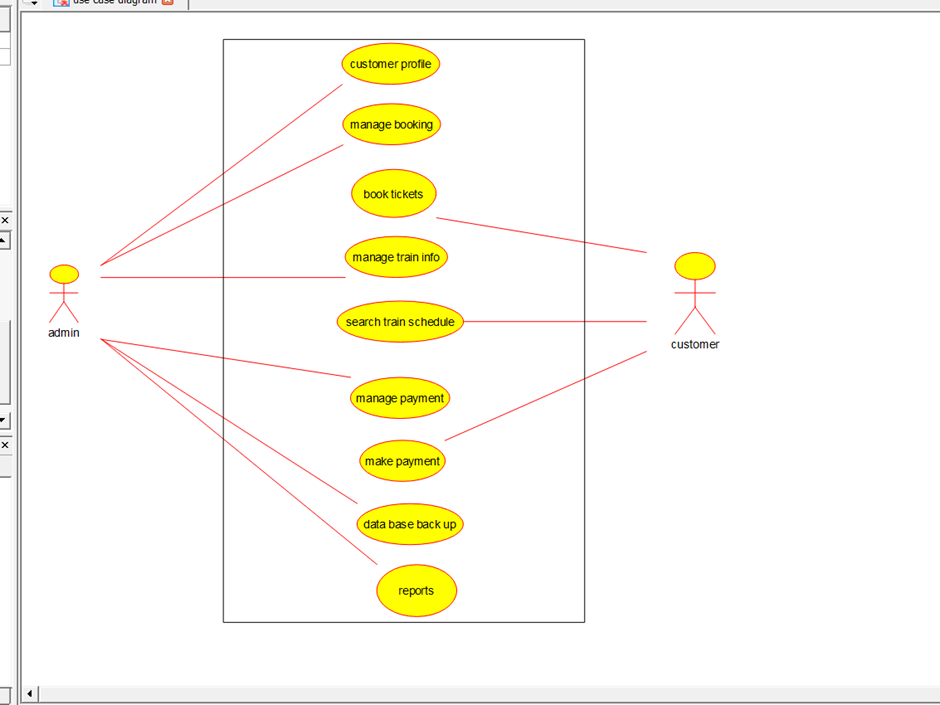 use case diagram
customer profile
manage booking
book tickets
manage train info
search train schedule
manage payment
make payment
data base back up
reports
admin
customer